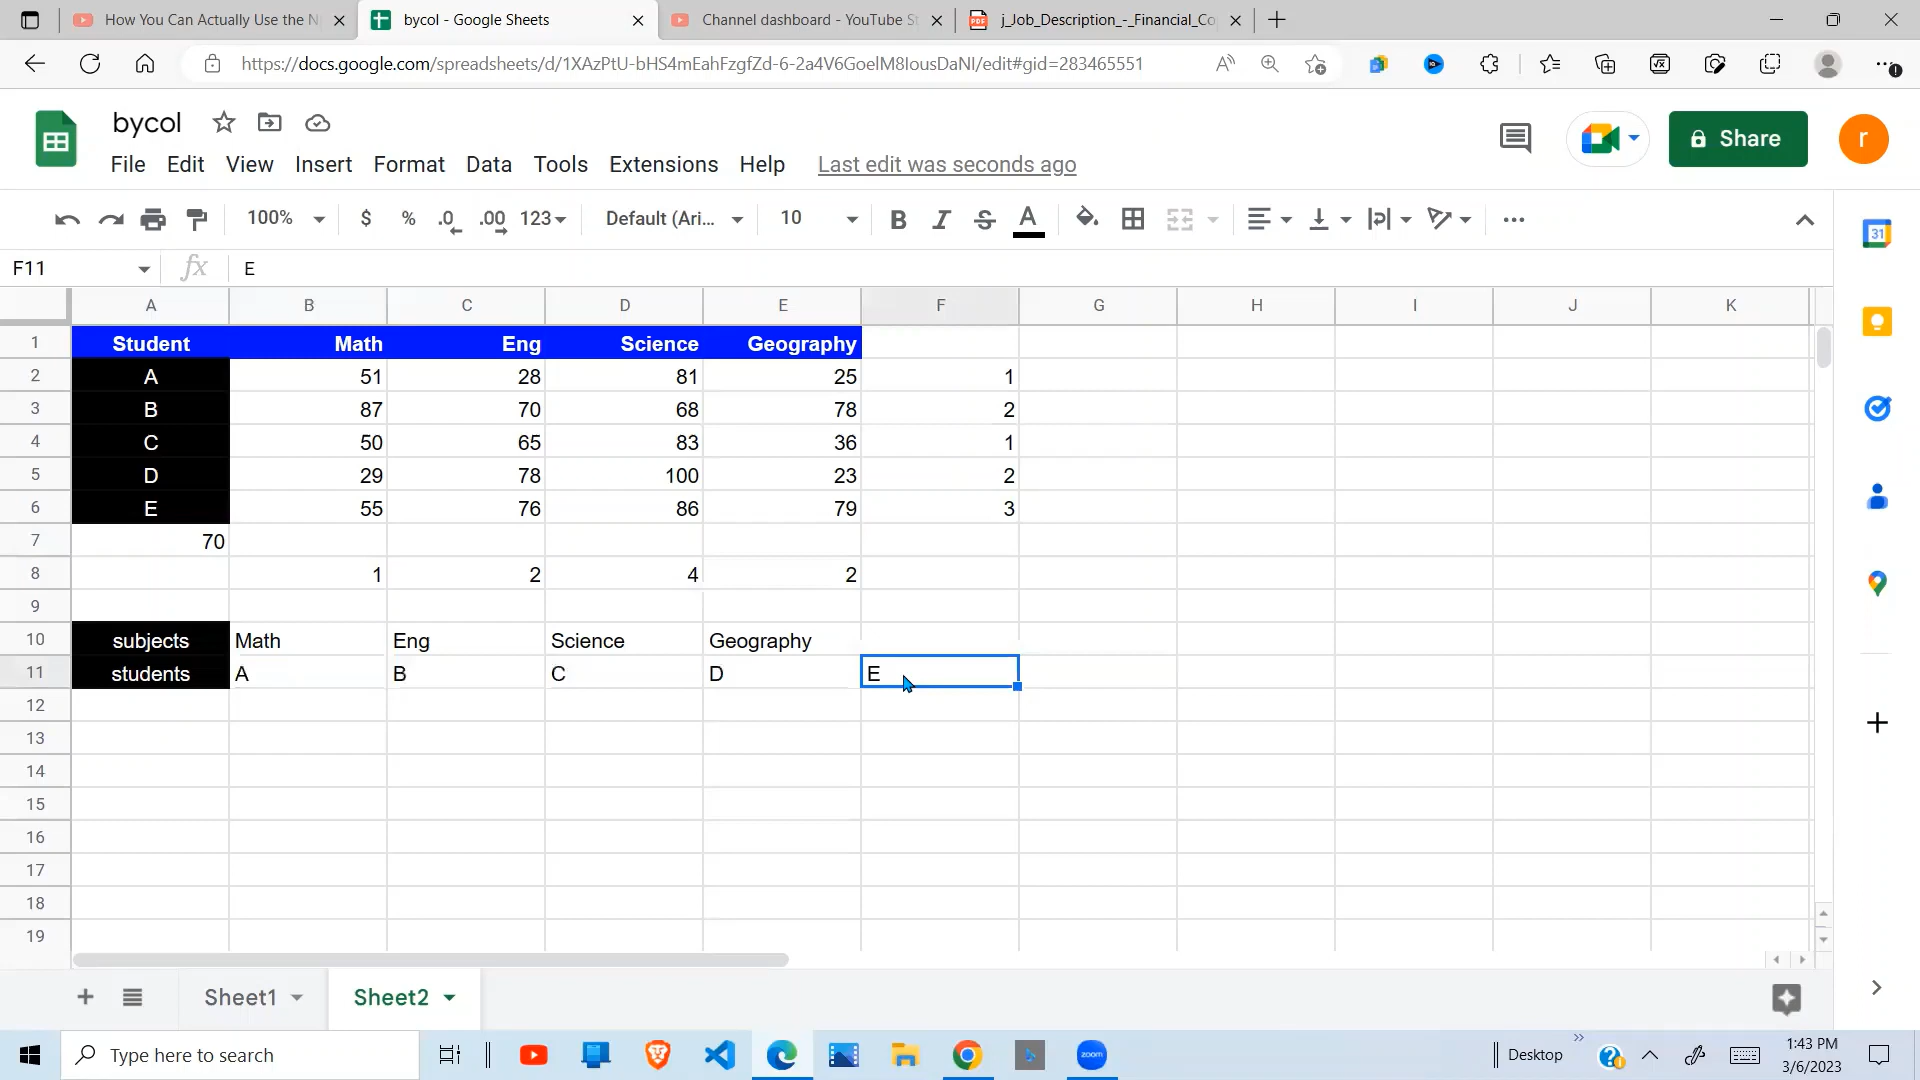 How You Can Actually Use the N
bycol - Google Sheets
Channel dashboard - YouTube St
j_Job_Description_-_Financial_Co
https://docs.google.com/spreadsheets/d/1XAzPtU-bHS4mEahFzgfZd-6-2a4V6GoelM8IousDaNI/edit#gid=283465551
bycol
Share
r
File Edit View Insert Format Data Tools Extensions Help Last edit was seconds ago
100% $ % .0 .00 123 Default (Ari... 10 B I S A
F11 fx E
A B C D E F G H I J K
1 Student Math Eng Science Geography
2 A 51 28 81 25 1
3 B 87 70 68 78 2
4 C 50 65 83 36 1
5 D 29 78 100 23 2
6 E 55 76 86 79 3
7 70
8 1 2 4 2
9
10 subjects Math Eng Science Geography
11 students A B C D E
12
13
14
15
16
17
18
19
Sheet1 Sheet2
Type here to search
zoom
Desktop
1:43 PM
3/6/2023